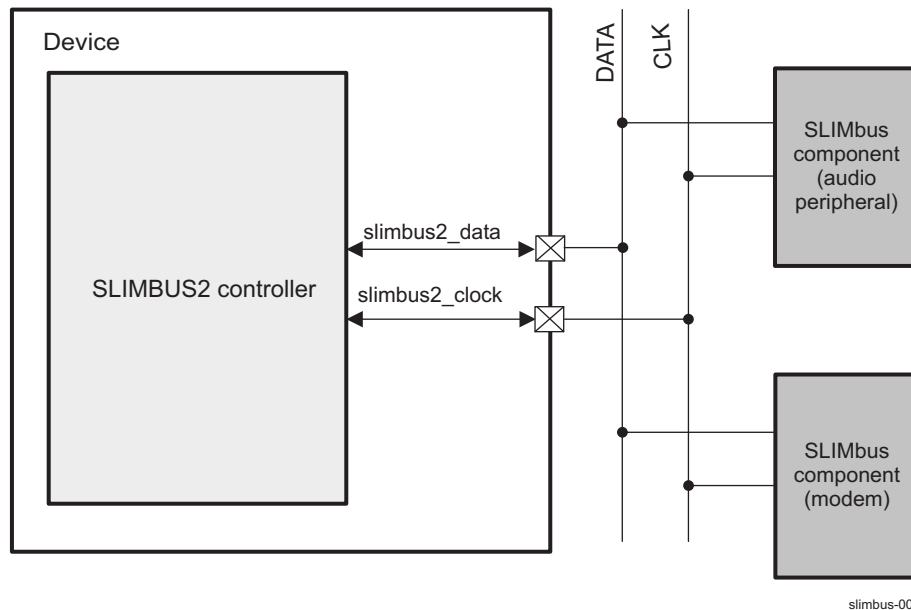 Device
DATA
CLK
SLIMbus
component
(audio
peripheral)
slimbus2_data
SLIMBUS2 controller
slimbus2_clock
SLIMbus
component
(modem)
slimbus-00